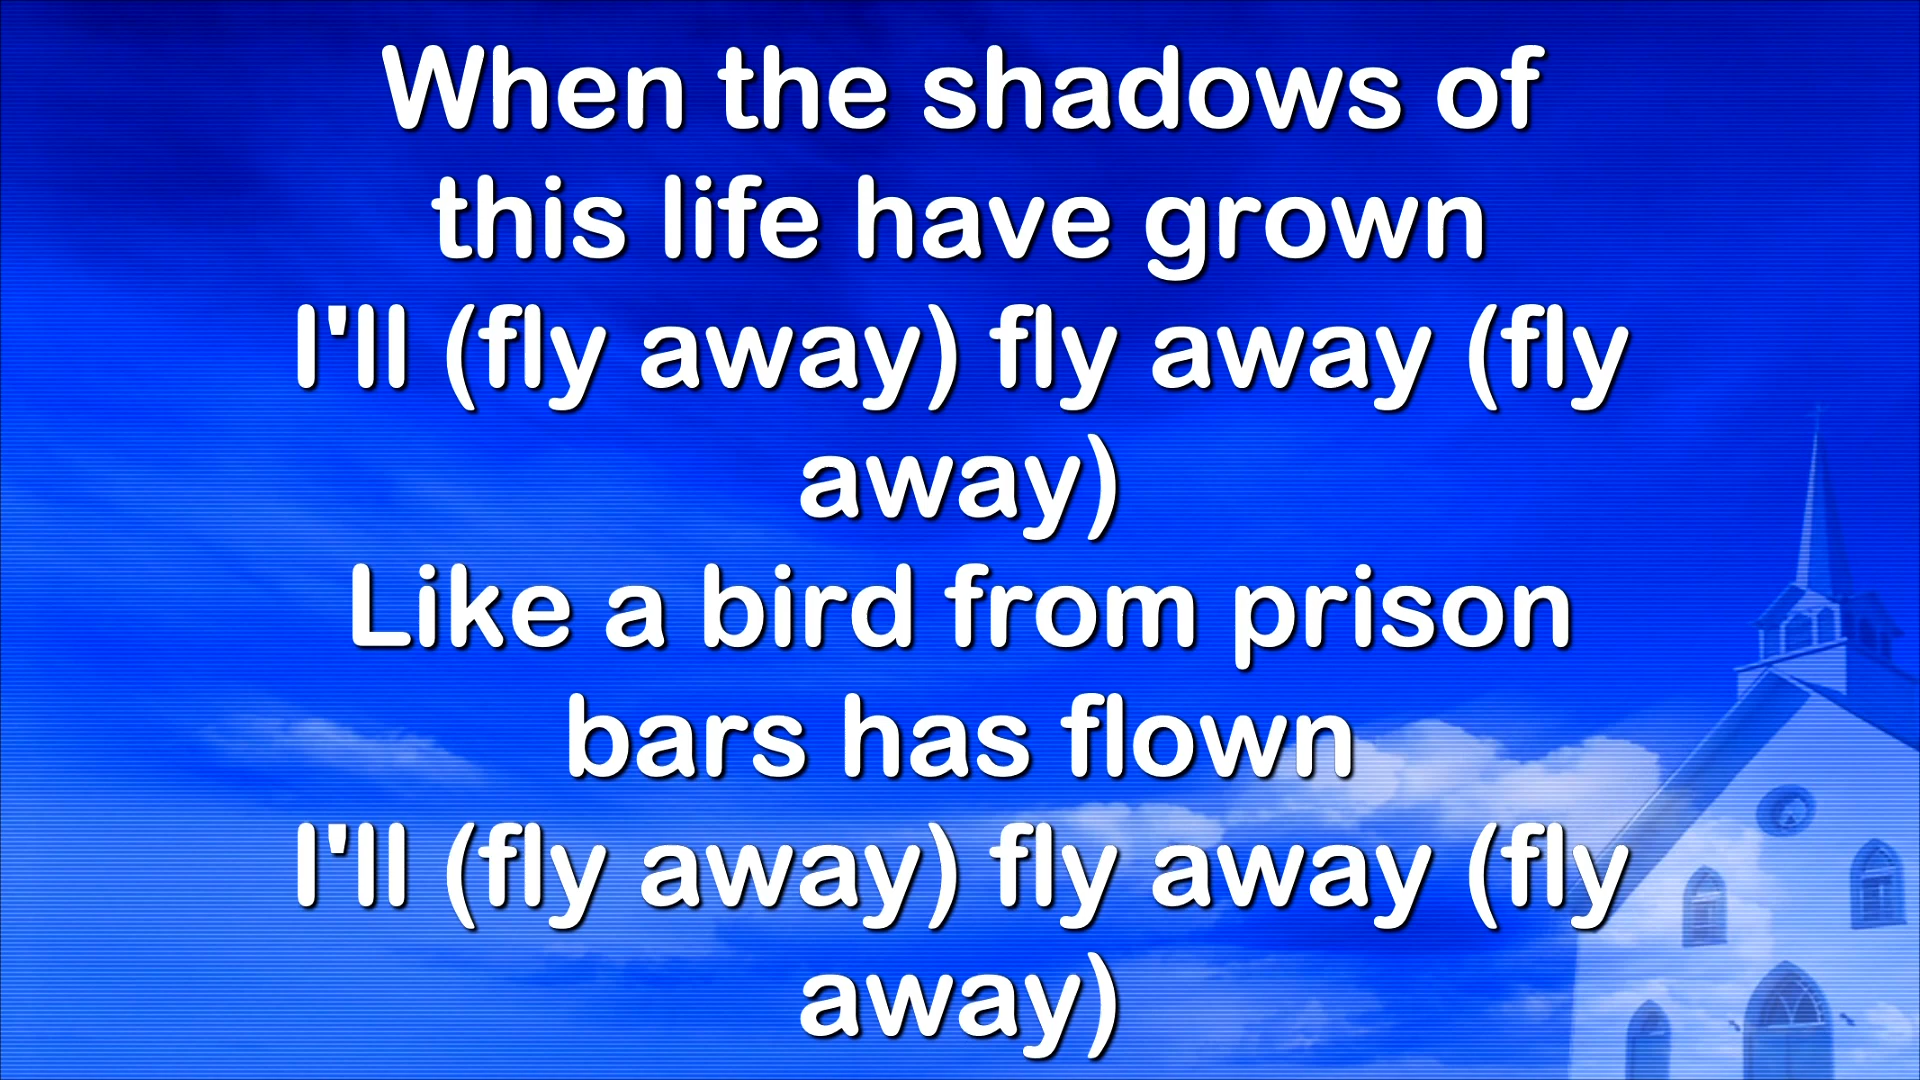 When the shadows of
this life have grown
I'll (fly away) fly away (fly
away)
Like a bird from prison
bars has flown
I'll (fly away) fly away (fly
away)